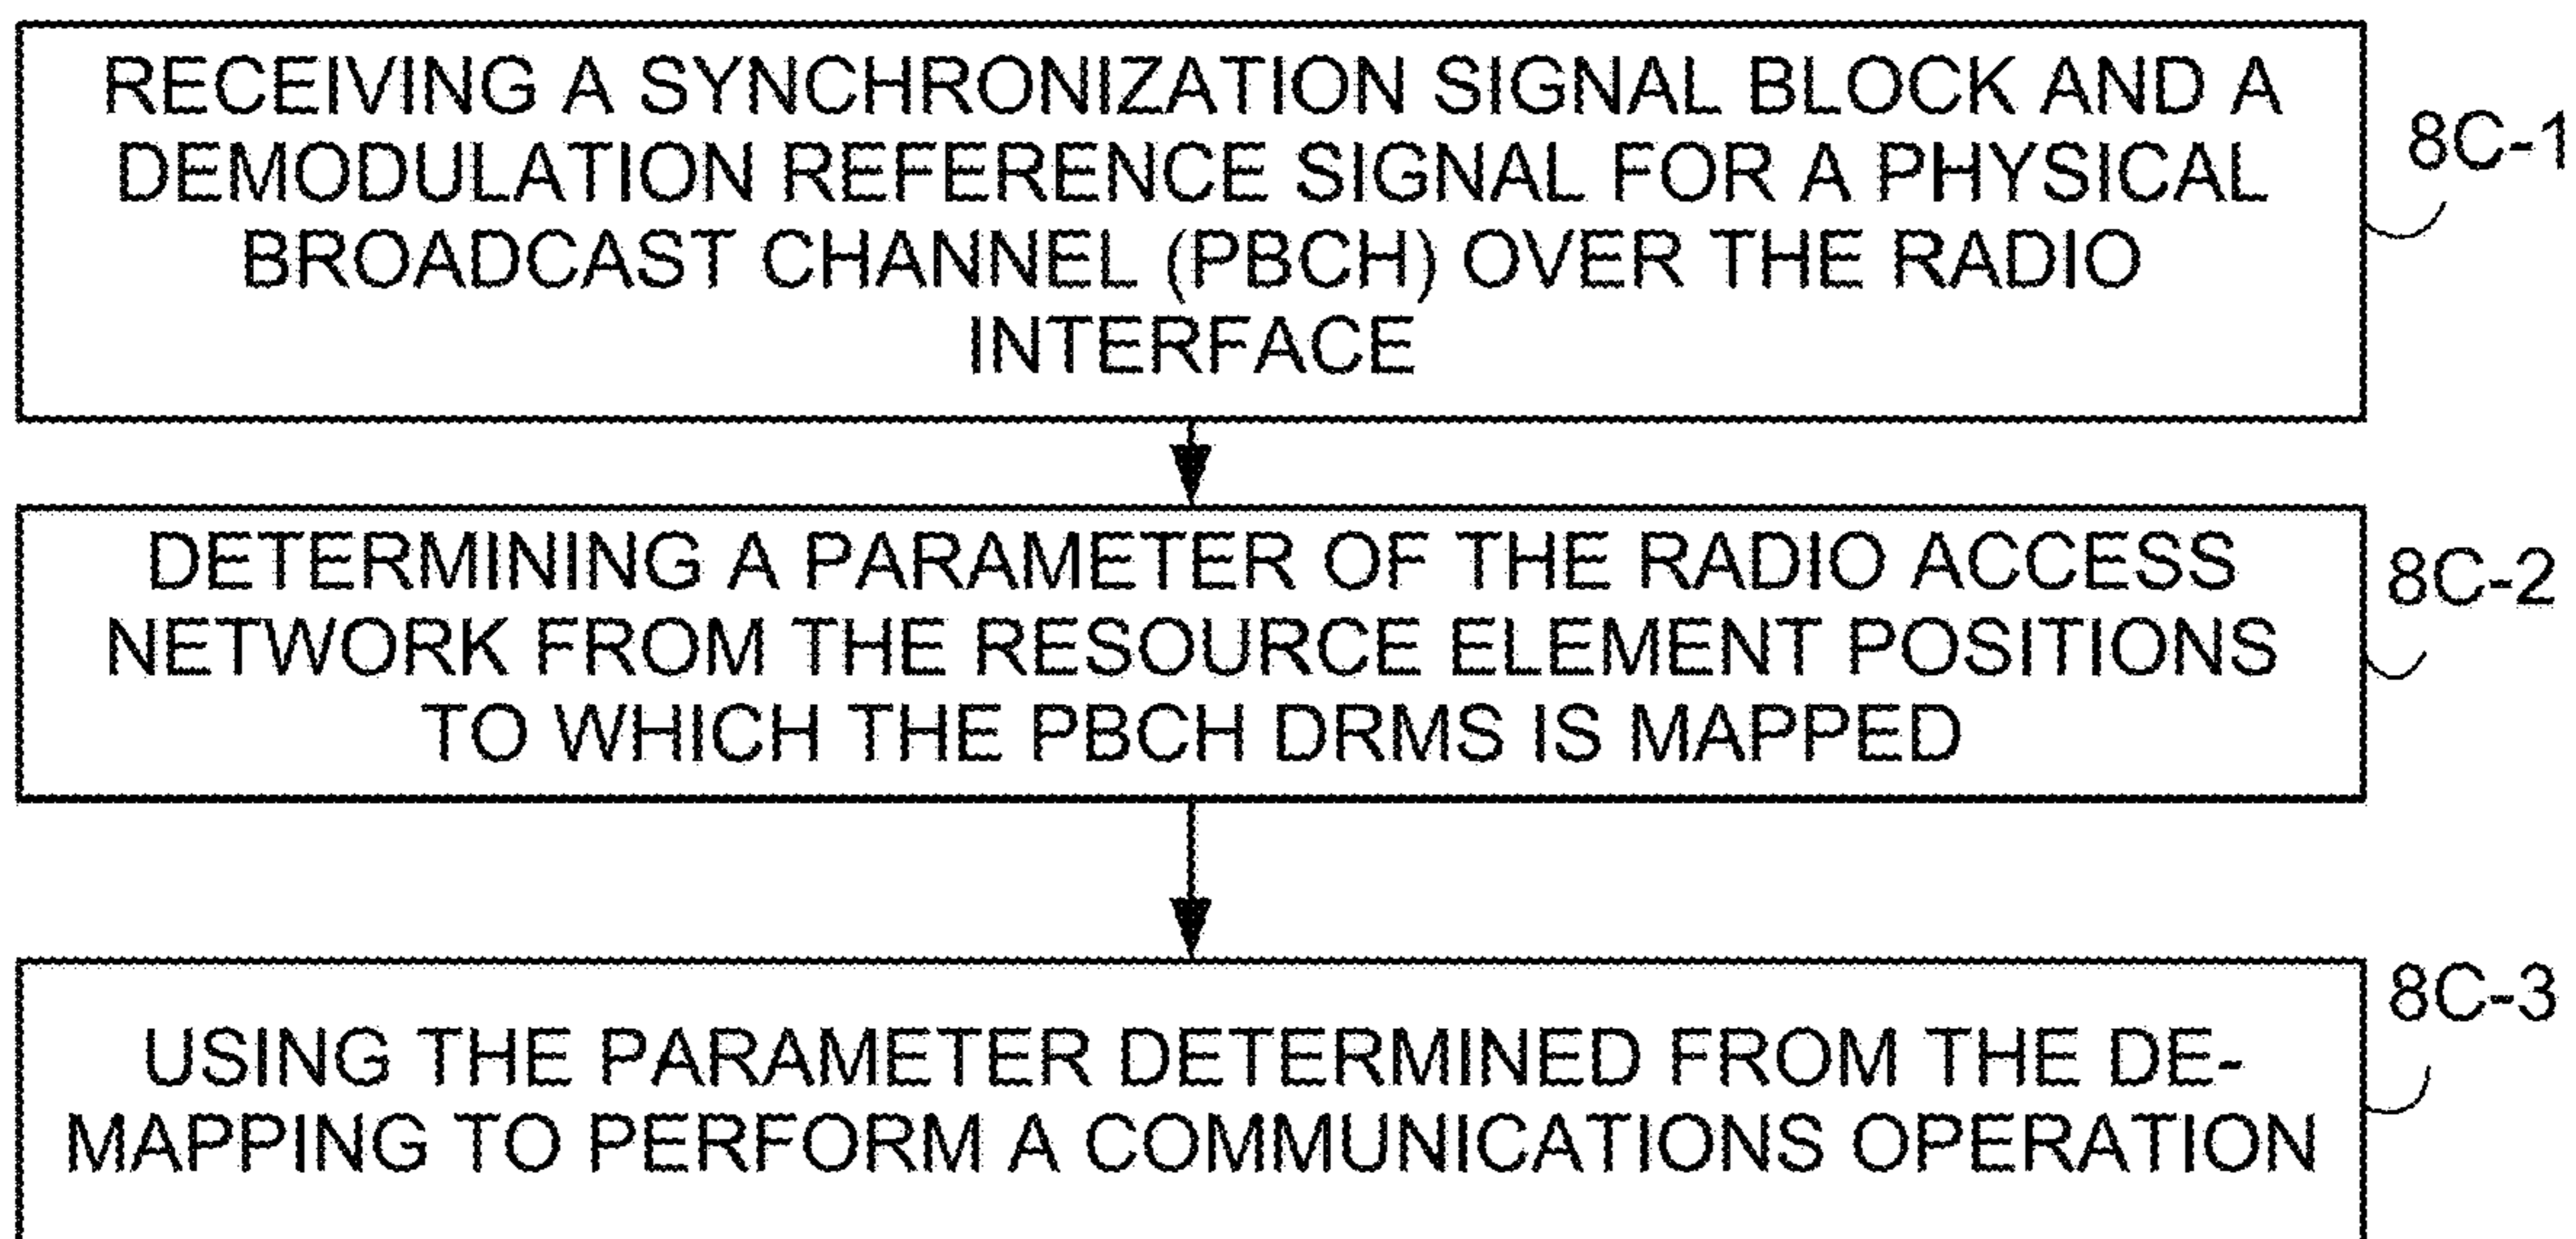 RECEIVING A SYNCHRONIZATION SIGNAL BLOCK AND A
DEMODULATION REFERENCE SIGNAL FOR A PHYSICAL
BROADCAST CHANNEL (PBCH) OVER THE RADIO
INTERFACE
8C-1
DETERMINING A PARAMETER OF THE RADIO ACCESS
NETWORK FROM THE RESOURCE ELEMENT POSITIONS
TO WHICH THE PBCH DRMS IS MAPPED
8C-2
USING THE PARAMETER DETERMINED FROM THE DE-
MAPPING TO PERFORM A COMMUNICATIONS OPERATION
8C-3